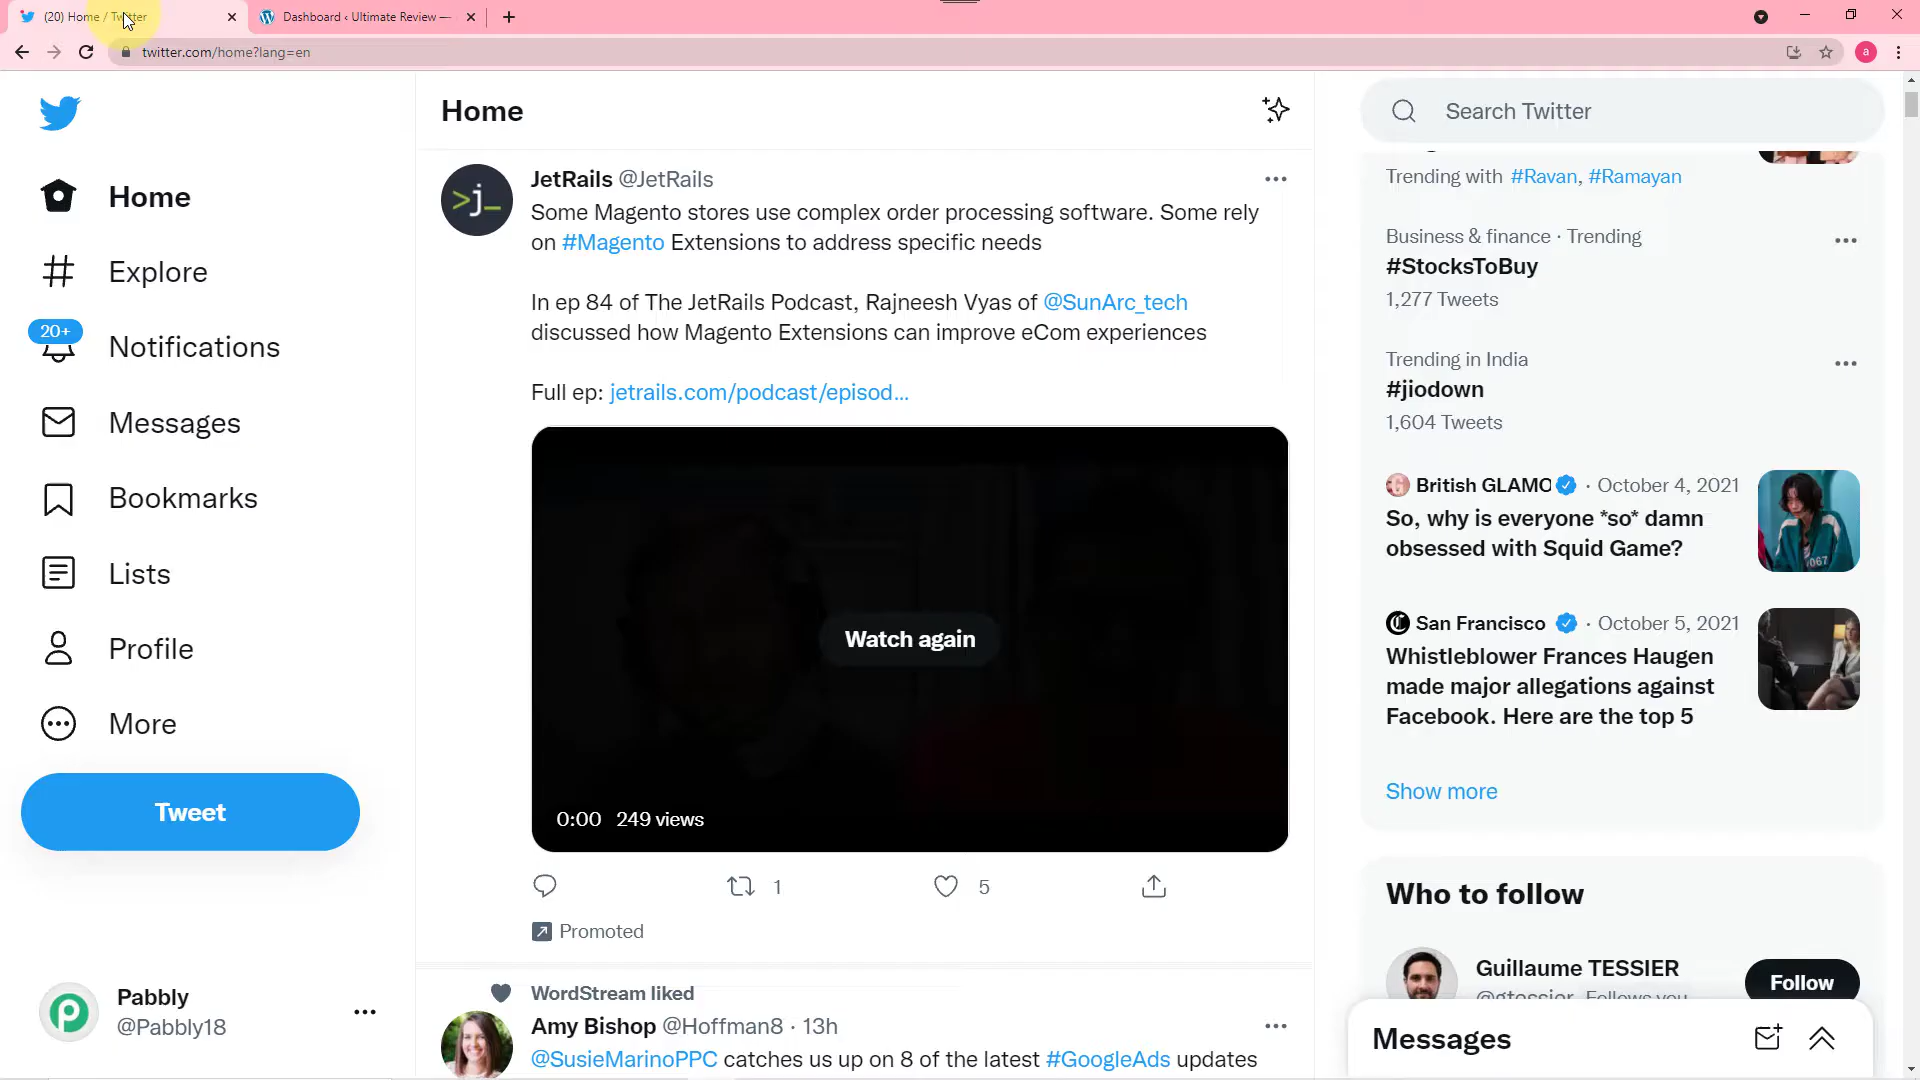 (20) Home / Twitter
Dashboard ‹ Ultimate Review —
twitter.com/home?lang=en
a
Home
Explore
20+
Notifications
Messages
Bookmarks
Lists
Profile
More
Tweet
Pabbly
@Pabbly18
Home
JetRails @JetRails
Some Magento stores use complex order processing software. Some rely
on #Magento Extensions to address specific needs
In ep 84 of The JetRails Podcast, Rajneesh Vyas of @SunArc_tech
discussed how Magento Extensions can improve eCom experiences
Full ep: jetrails.com/podcast/episod...
>j_
Watch again
0:00 249 views
1
5
Promoted
WordStream liked
Amy Bishop @Hoffman8 · 13h
@SusieMarinoPPC catches us up on 8 of the latest #GoogleAds updates
Search Twitter
Trending with #Ravan, #Ramayan
Business & finance · Trending
#StocksToBuy
1,277 Tweets
Trending in India
#jiodown
1,604 Tweets
British GLAMO · October 4, 2021
So, why is everyone *so* damn
obsessed with Squid Game?
067
San Francisco · October 5, 2021
Whistleblower Frances Haugen
made major allegations against
Facebook. Here are the top 5
Show more
Who to follow
Guillaume TESSIER
@gtessier Follows you
Follow
Messages